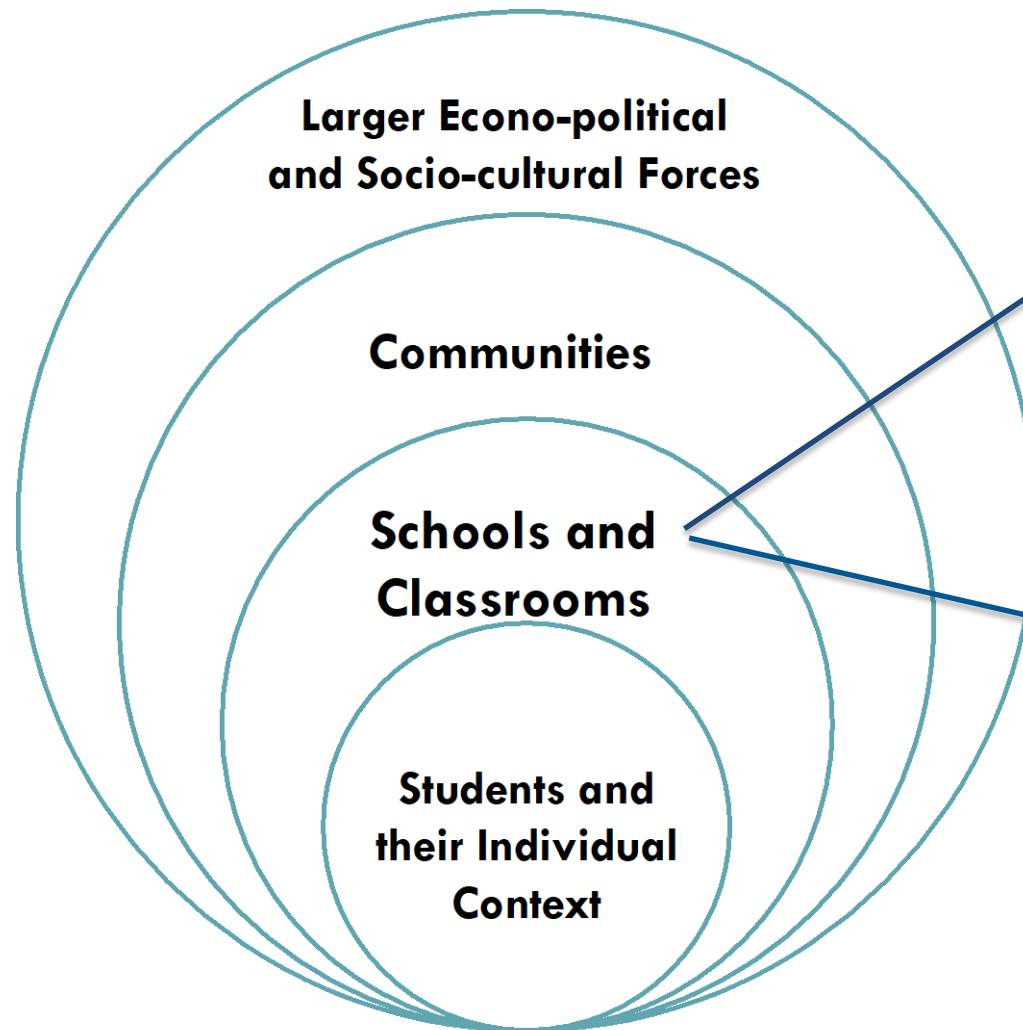 Larger Econo-political
and Socio-cultural Forces
Communities
Schools and
Classrooms
Students and
their Individual
Context